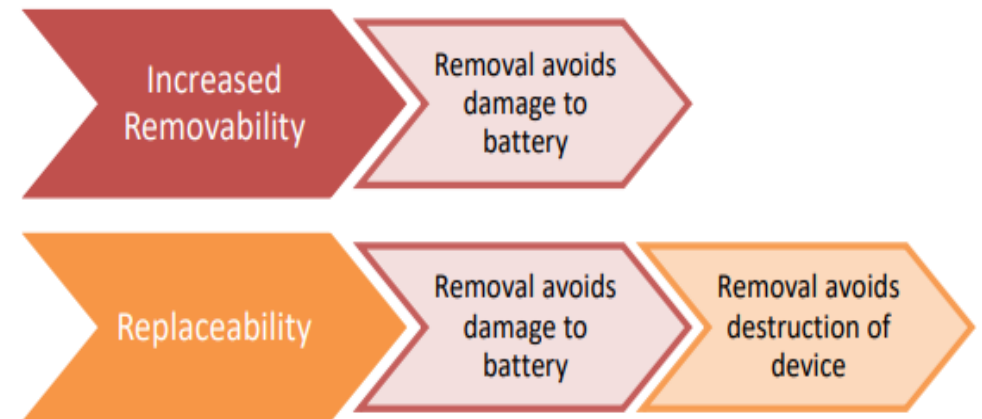 Increased
Removability
Removal avoids
damage to
battery
Replaceability
Removal avoids
damage to
battery
Removal avoids
destruction of
device